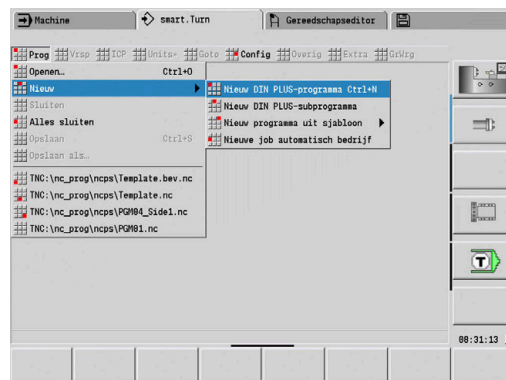 Machine
smart.Turn
Gereedschapseditor
Prog Vrsp ICP Units» Goto Config Overig Extra GrWrg
Openen… Ctrl+O
Nieuw
Sluiten
Alles sluiten
Opslaan Ctrl+S
Opslaan als…
TNC:\nc_prog\ncps\Template.bev.nc
TNC:\nc_prog\ncps\Template.nc
TNC:\nc_prog\ncps\PGM04_Side1.nc
TNC:\nc_prog\ncps\PGM01.nc
Nieuw DIN PLUS-programma Ctrl+N
Nieuw DIN PLUS-subprogramma
Nieuw programma uit sjabloon
Nieuwe job automatisch bedrijf
T
08:31:13